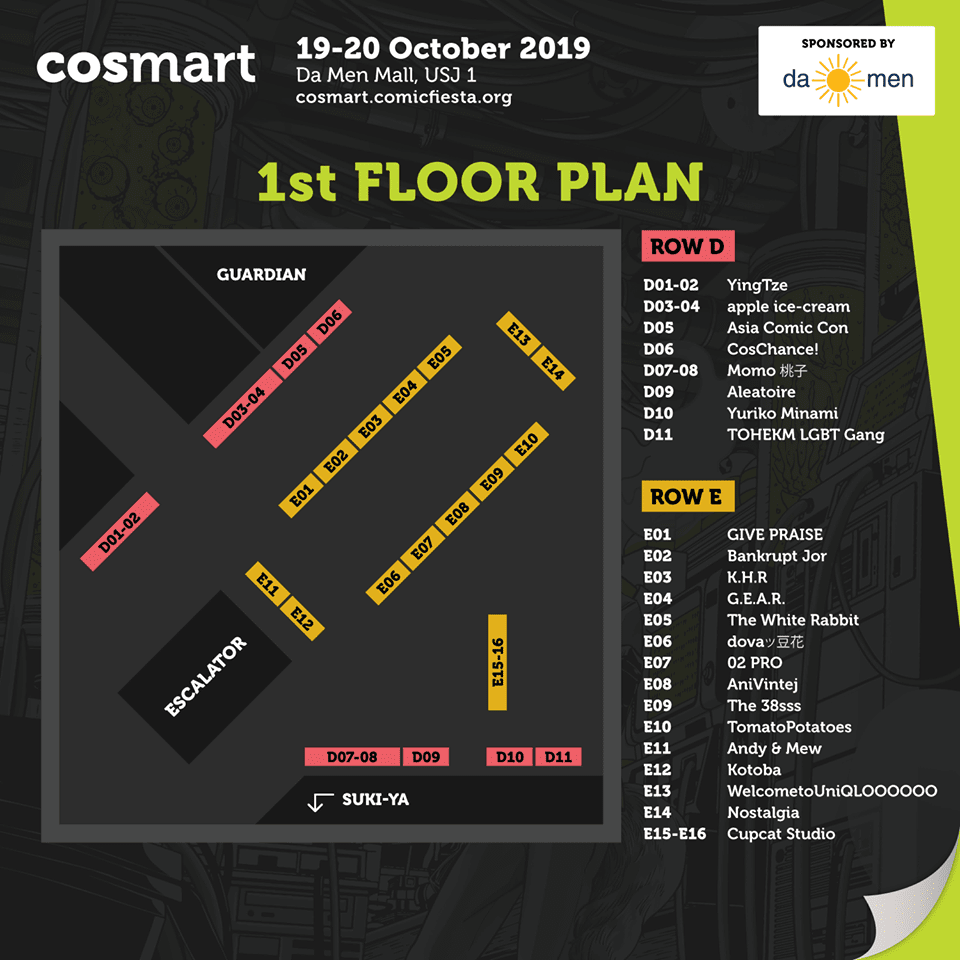 cosmart
19-20 October 2019
Da Men Mall, USJ 1
cosmart.comicfiesta.org
SPONSORED BY
da men
1st FLOOR PLAN
GUARDIAN
D06
D05
D03-04
D01-02
E05
E04
E03
E02
E01
E13
E14
E10
E09
E08
E07
E06
E11
E12
ESCALATOR
E15-16
D07-08
D09
D10
D11
SUKI-YA
ROW D
D01-02 YingTze
D03-04 apple ice-cream
D05 Asia Comic Con
D06 CosChance!
D07-08 Momo 桃子
D09 Aleatoire
D10 Yuriko Minami
D11 TOHEKM LGBT Gang
ROW E
E01 GIVE PRAISE
E02 Bankrupt Jor
E03 K.H.R
E04 G.E.A.R.
E05 The White Rabbit
E06 dovaッ豆花
E07 02 PRO
E08 AniVintej
E09 The 38sss
E10 TomatoPotatoes
E11 Andy & Mew
E12 Kotoba
E13 WelcometoUniQLOOOOOO
E14 Nostalgia
E15-E16 Cupcat Studio